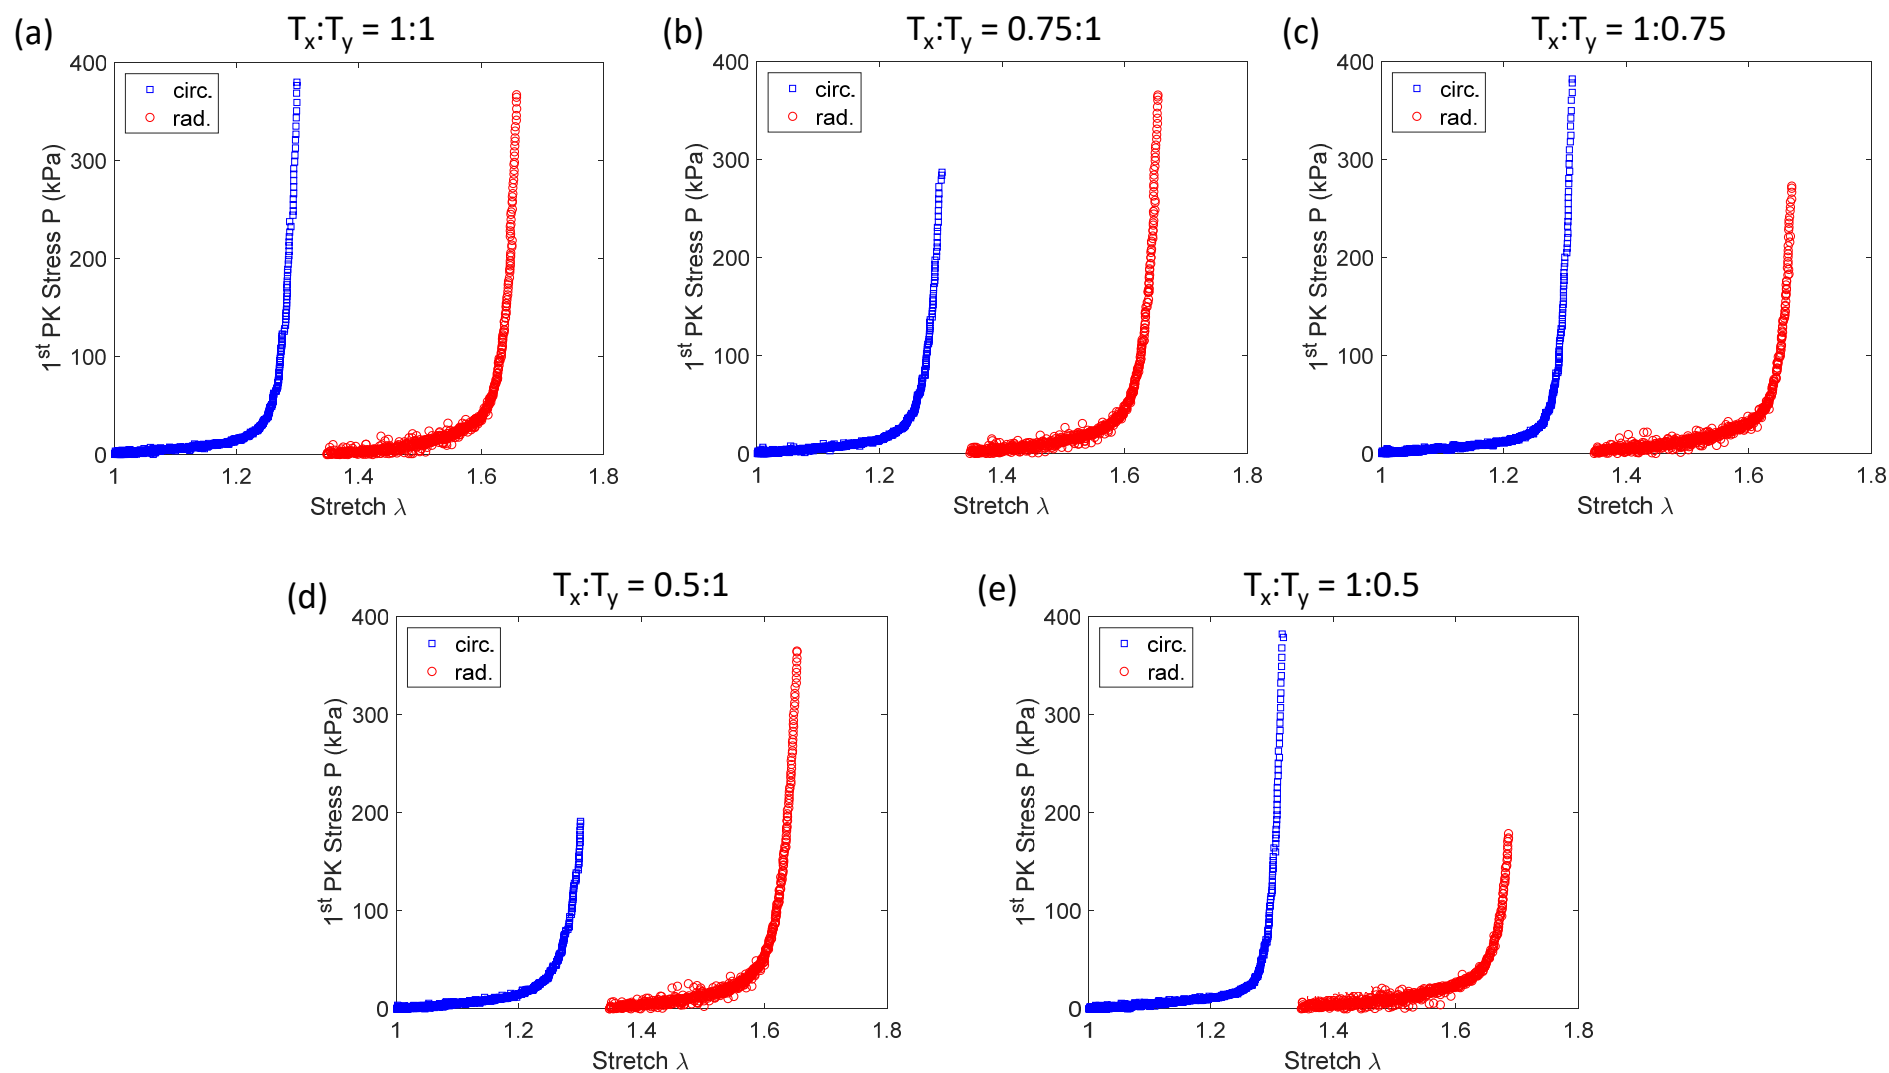 (a)
Tx:Ty = 1:1
400
300
200
100
0
1
1.2
1.4
1.6
1.8
1st PK Stress P (kPa)
Stretch λ
circ.
rad.
(b)
Tx:Ty = 0.75:1
400
300
200
100
0
1
1.2
1.4
1.6
1.8
1st PK Stress P (kPa)
Stretch λ
circ.
rad.
(c)
Tx:Ty = 1:0.75
400
300
200
100
0
1
1.2
1.4
1.6
1.8
1st PK Stress P (kPa)
Stretch λ
circ.
rad.
(d)
Tx:Ty = 0.5:1
400
300
200
100
0
1
1.2
1.4
1.6
1.8
1st PK Stress P (kPa)
Stretch λ
circ.
rad.
(e)
Tx:Ty = 1:0.5
400
300
200
100
0
1
1.2
1.4
1.6
1.8
1st PK Stress P (kPa)
Stretch λ
circ.
rad.